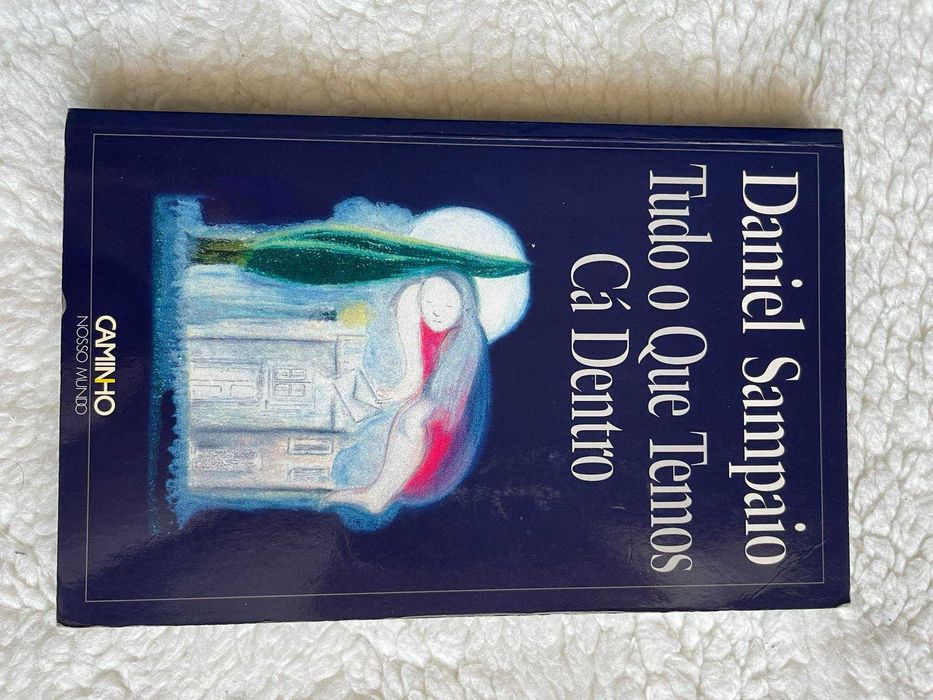 Daniel Sampaio
Tudo o Que Temos
Cá Dentro
CAMINHO
NOSSO MUNDO